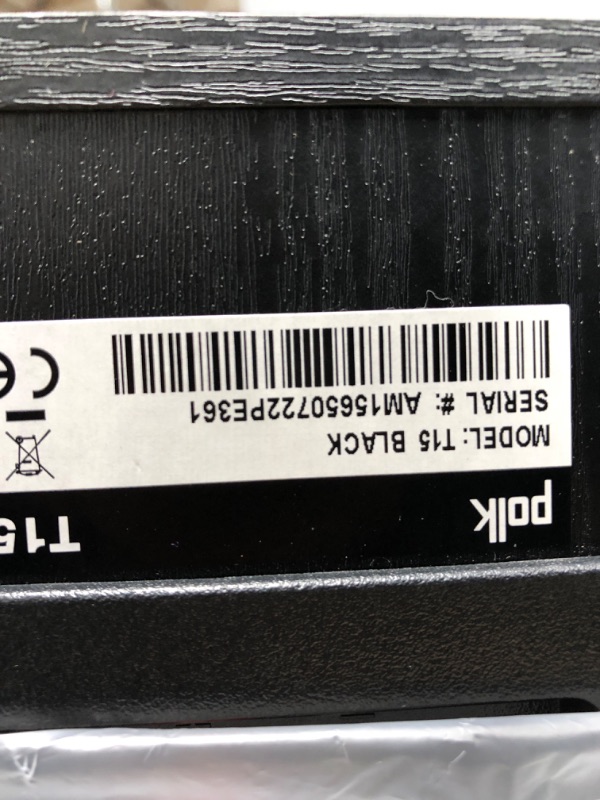 polk
T15
MODEL: T15 BLACK
SERIAL #: AM15650722PE361
CE